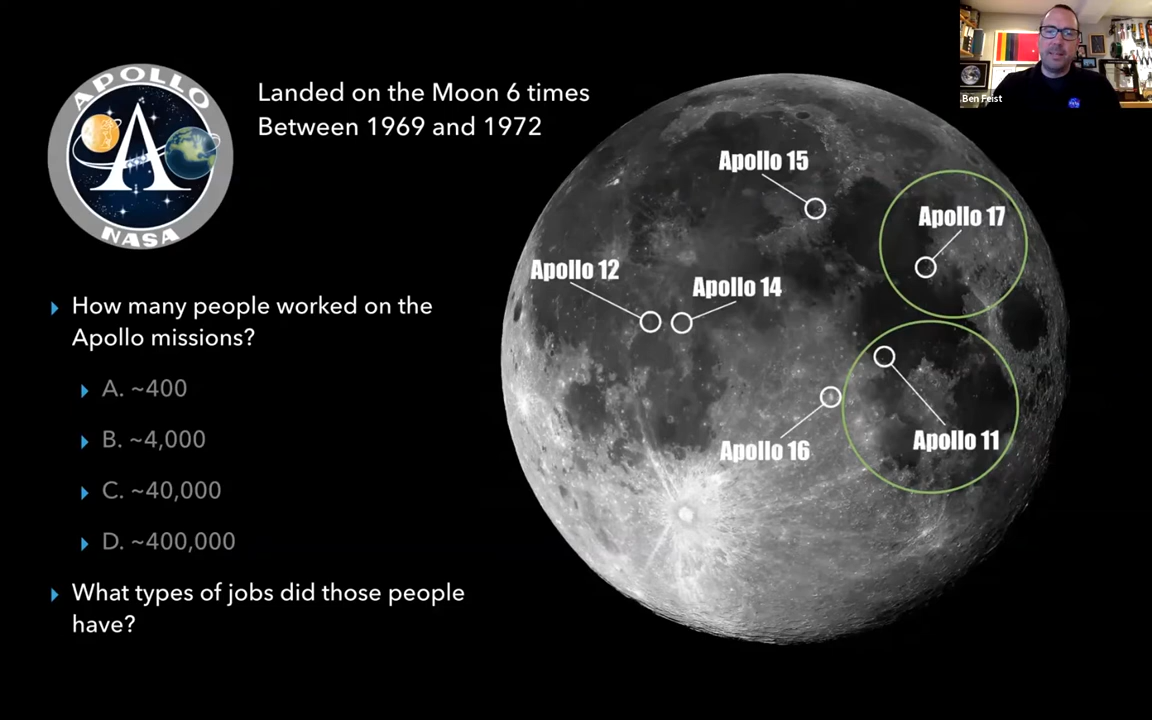 APOLLO
NASA
Landed on the Moon 6 times
Between 1969 and 1972
How many people worked on the
Apollo missions?
A. ~400
B. ~4,000
C. ~40,000
D. ~400,000
What types of jobs did those people
have?
Apollo 15
Apollo 17
Apollo 12
Apollo 14
Apollo 16
Apollo 11
Ben Feist